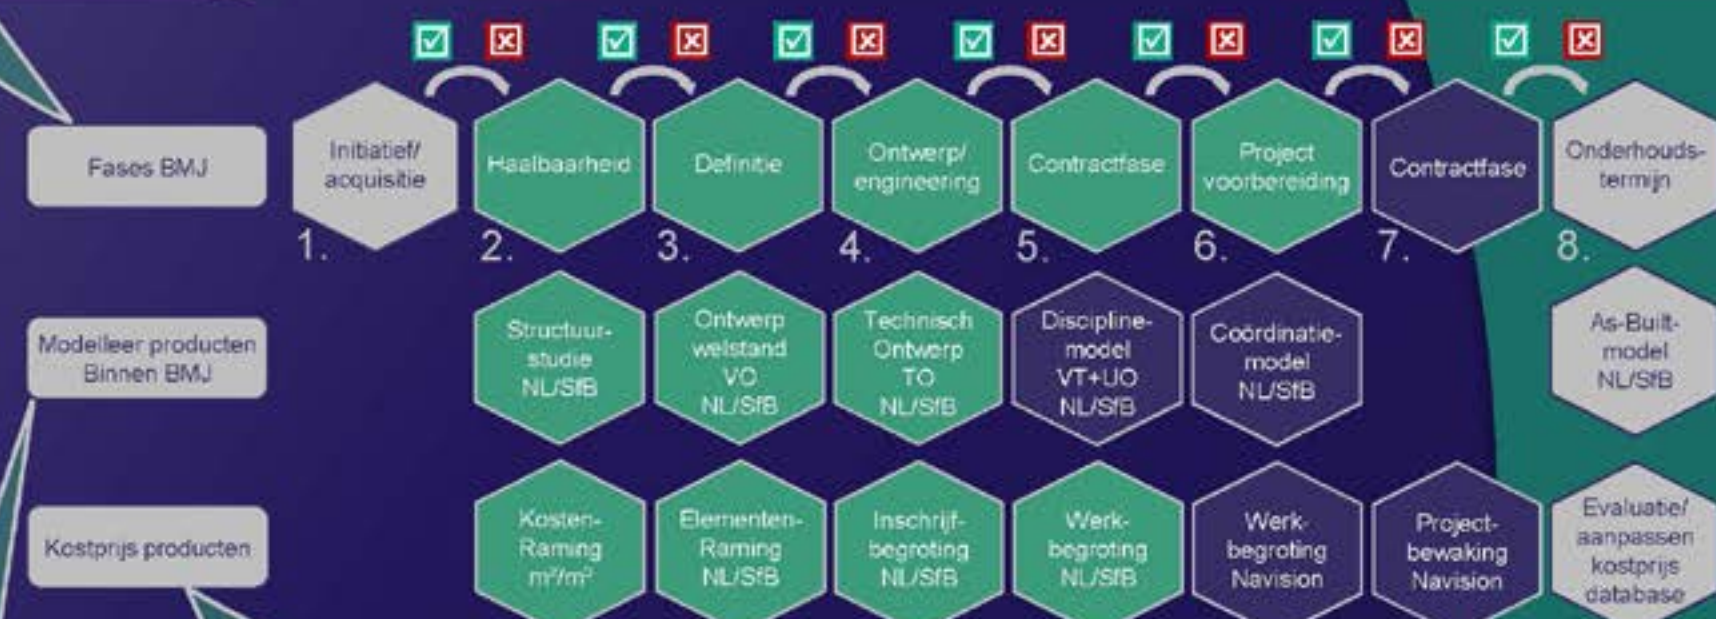 Fases BMJ
Initiatief/
acquisitie
Haalbaarheid
Definitie
Ontwerp/
engineering
Contractfase
Project
voorbereiding
Contractfase
Onderhouds-
termijn
1.
2.
3.
4.
5.
6.
7.
8.
Modelleer producten
Binnen BMJ
Structuur-
studie
NL/SfB
Ontwerp
welstand
VO
NL/SfB
Technisch
Ontwerp
TO
NL/SfB
Discipline-
model
VT+UO
NL/SfB
Coördinatie-
model
NL/SfB
As-Built-
model
NL/SfB
Kostprijs producten
Kosten-
Raming
Elementen-
Raming
NL/SfB
Inschrijf-
begroting
NL/SfB
Werk-
begroting
NL/SfB
Werk-
begroting
Navision
Project-
bewaking
Navision
Evaluatie/
aanpassen
kostprijs
database